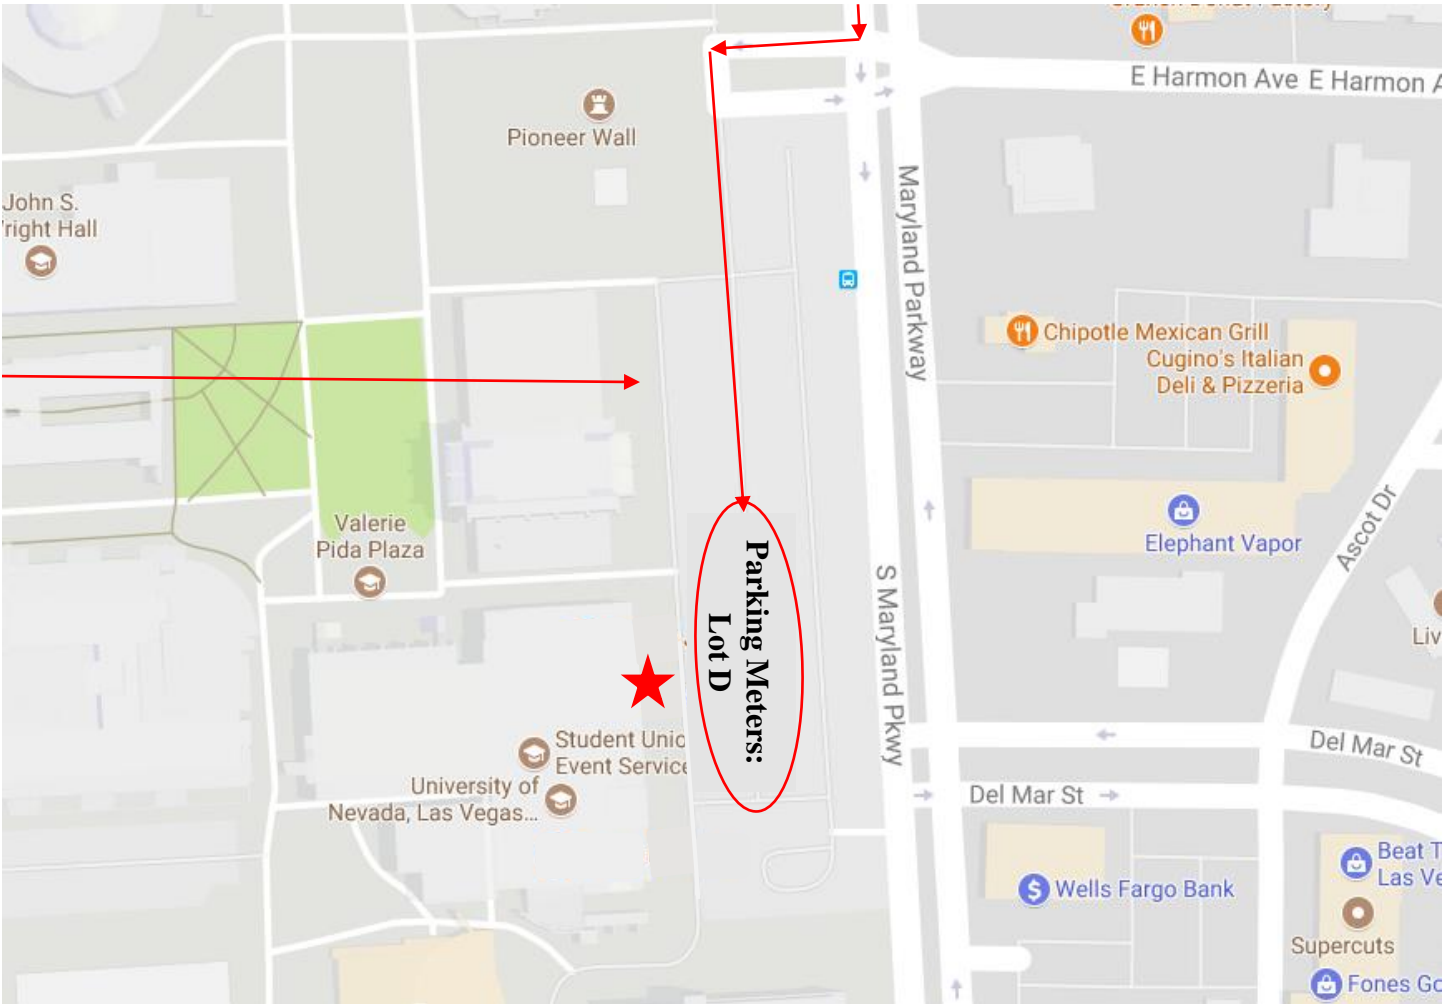 E Harmon Ave E Harmon
Pioneer Wall
John S.
right Hall
Maryland Parkway
Chipotle Mexican Grill
Cugino's Italian
Deli & Pizzeria
Valerie
Pida Plaza
Parking Meters:
Lot D
Elephant Vapor
Ascot Dr
S Maryland Pkwy
Liv
Student Unio
Event Service
University of
Nevada, Las Vegas...
Del Mar St
Del Mar St
Wells Fargo Bank
Beat T
Las Ve
Supercuts
Fones Go